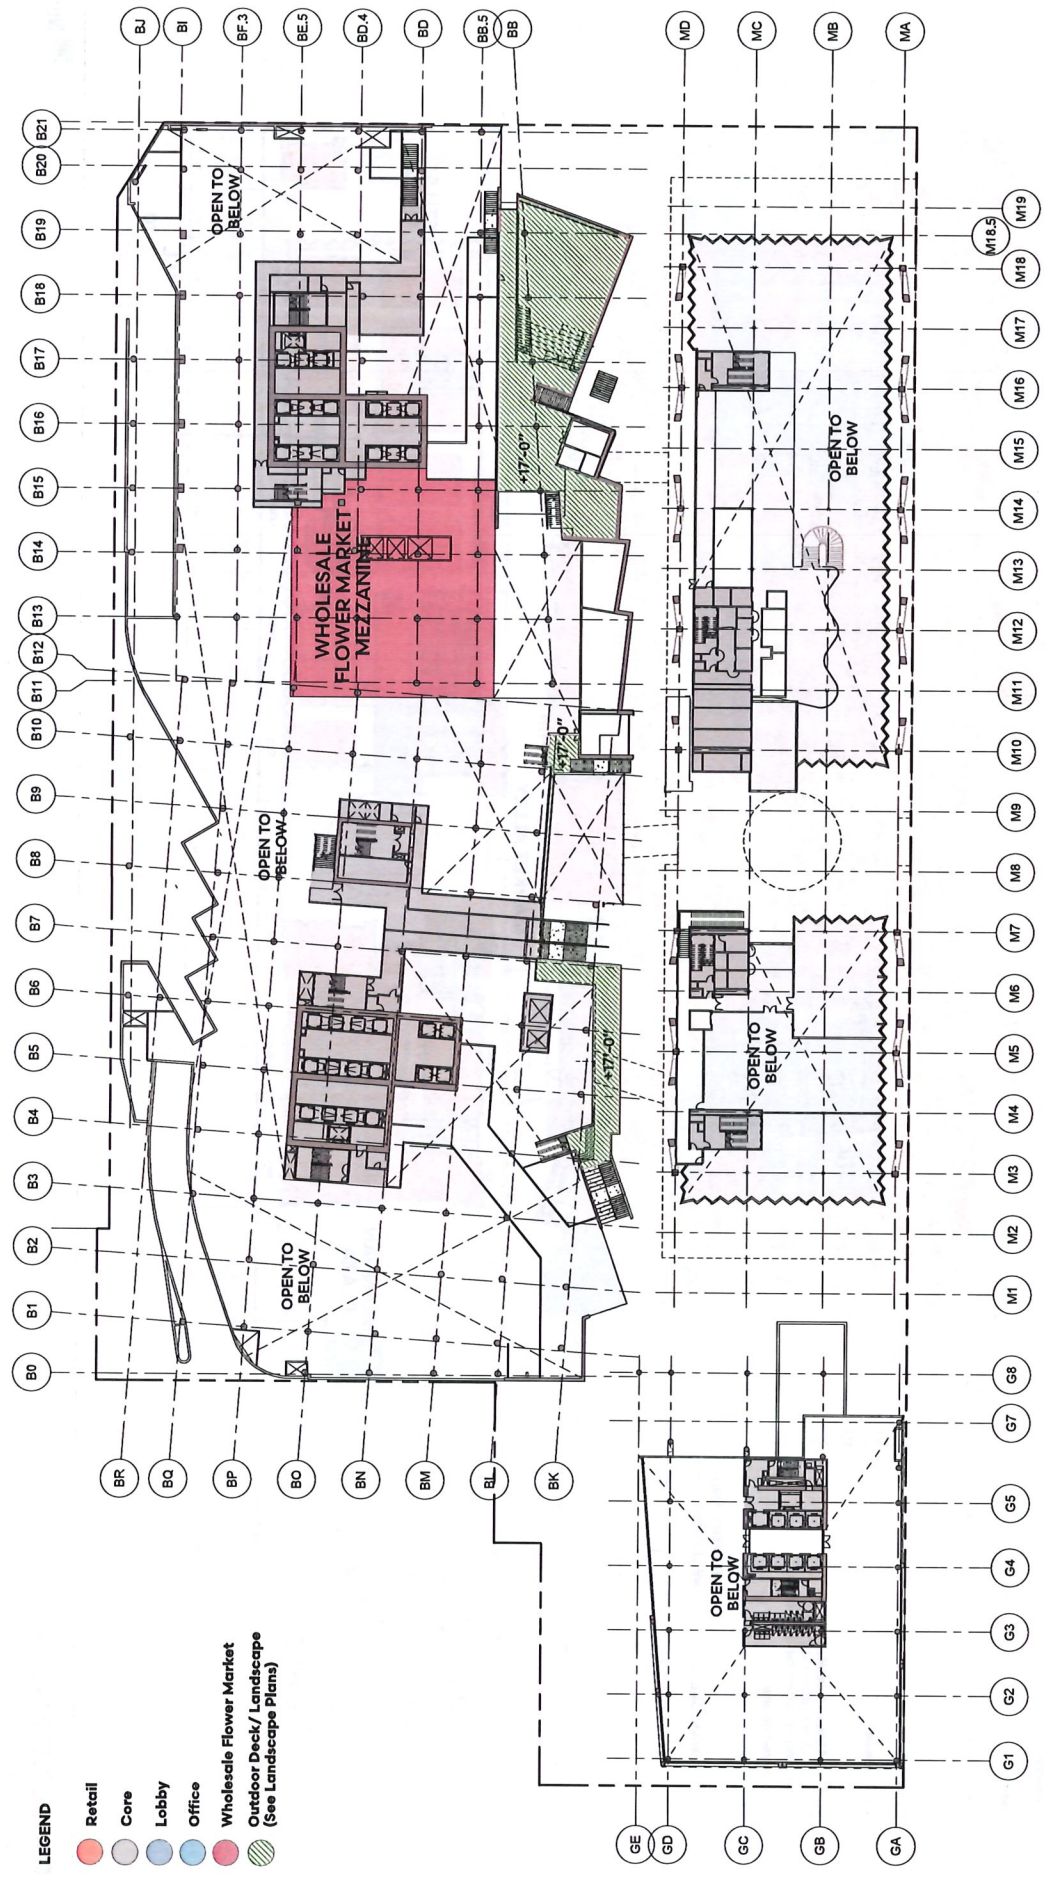 BJ
BI
BF.3
BE.5
BD.4
BD
BB.5
BB
MD
MC
MB
MA
B21
B20
B19
B18
B17
B16
B15
B14
B13
B12
B11
B10
B9
B8
B7
B6
B5
B4
B3
B2
B1
B0
M19
M18.5
M18
M17
M16
M15
M14
M13
M12
M11
M10
M9
M8
M7
M6
M5
M4
M3
M2
M1
G8
G7
G5
G4
G3
G2
G1
BR
BQ
BP
BO
BN
BM
BL
BK
GE
GD
GC
GB
GA
OPEN TO
BELOW
WHOLESALE
FLOWER MARKET
MEZZANINE
+17'-0"
OPEN TO
BELOW
OPEN TO
BELOW
+17'-0"
+17'-0"
OPEN TO
BELOW
OPEN TO
BELOW
OPEN TO
BELOW
LEGEND
Retail
Core
Lobby
Office
Wholesale Flower Market
Outdoor Deck/ Landscape
(See Landscape Plans)